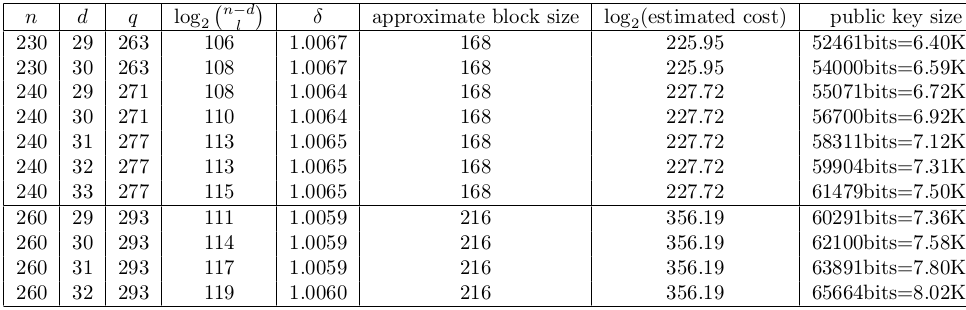 n d q log₂(n−d l) δ approximate block size log₂(estimated cost) public key size
230 29 263 106 1.0067 168 225.95 52461bits=6.40K
230 30 263 108 1.0067 168 225.95 54000bits=6.59K
240 29 271 108 1.0064 168 227.72 55071bits=6.72K
240 30 271 110 1.0064 168 227.72 56700bits=6.92K
240 31 277 113 1.0065 168 227.72 58311bits=7.12K
240 32 277 113 1.0065 168 227.72 59904bits=7.31K
240 33 277 115 1.0065 168 227.72 61479bits=7.50K
260 29 293 111 1.0059 216 356.19 60291bits=7.36K
260 30 293 114 1.0059 216 356.19 62100bits=7.58K
260 31 293 117 1.0059 216 356.19 63891bits=7.80K
260 32 293 119 1.0060 216 356.19 65664bits=8.02K